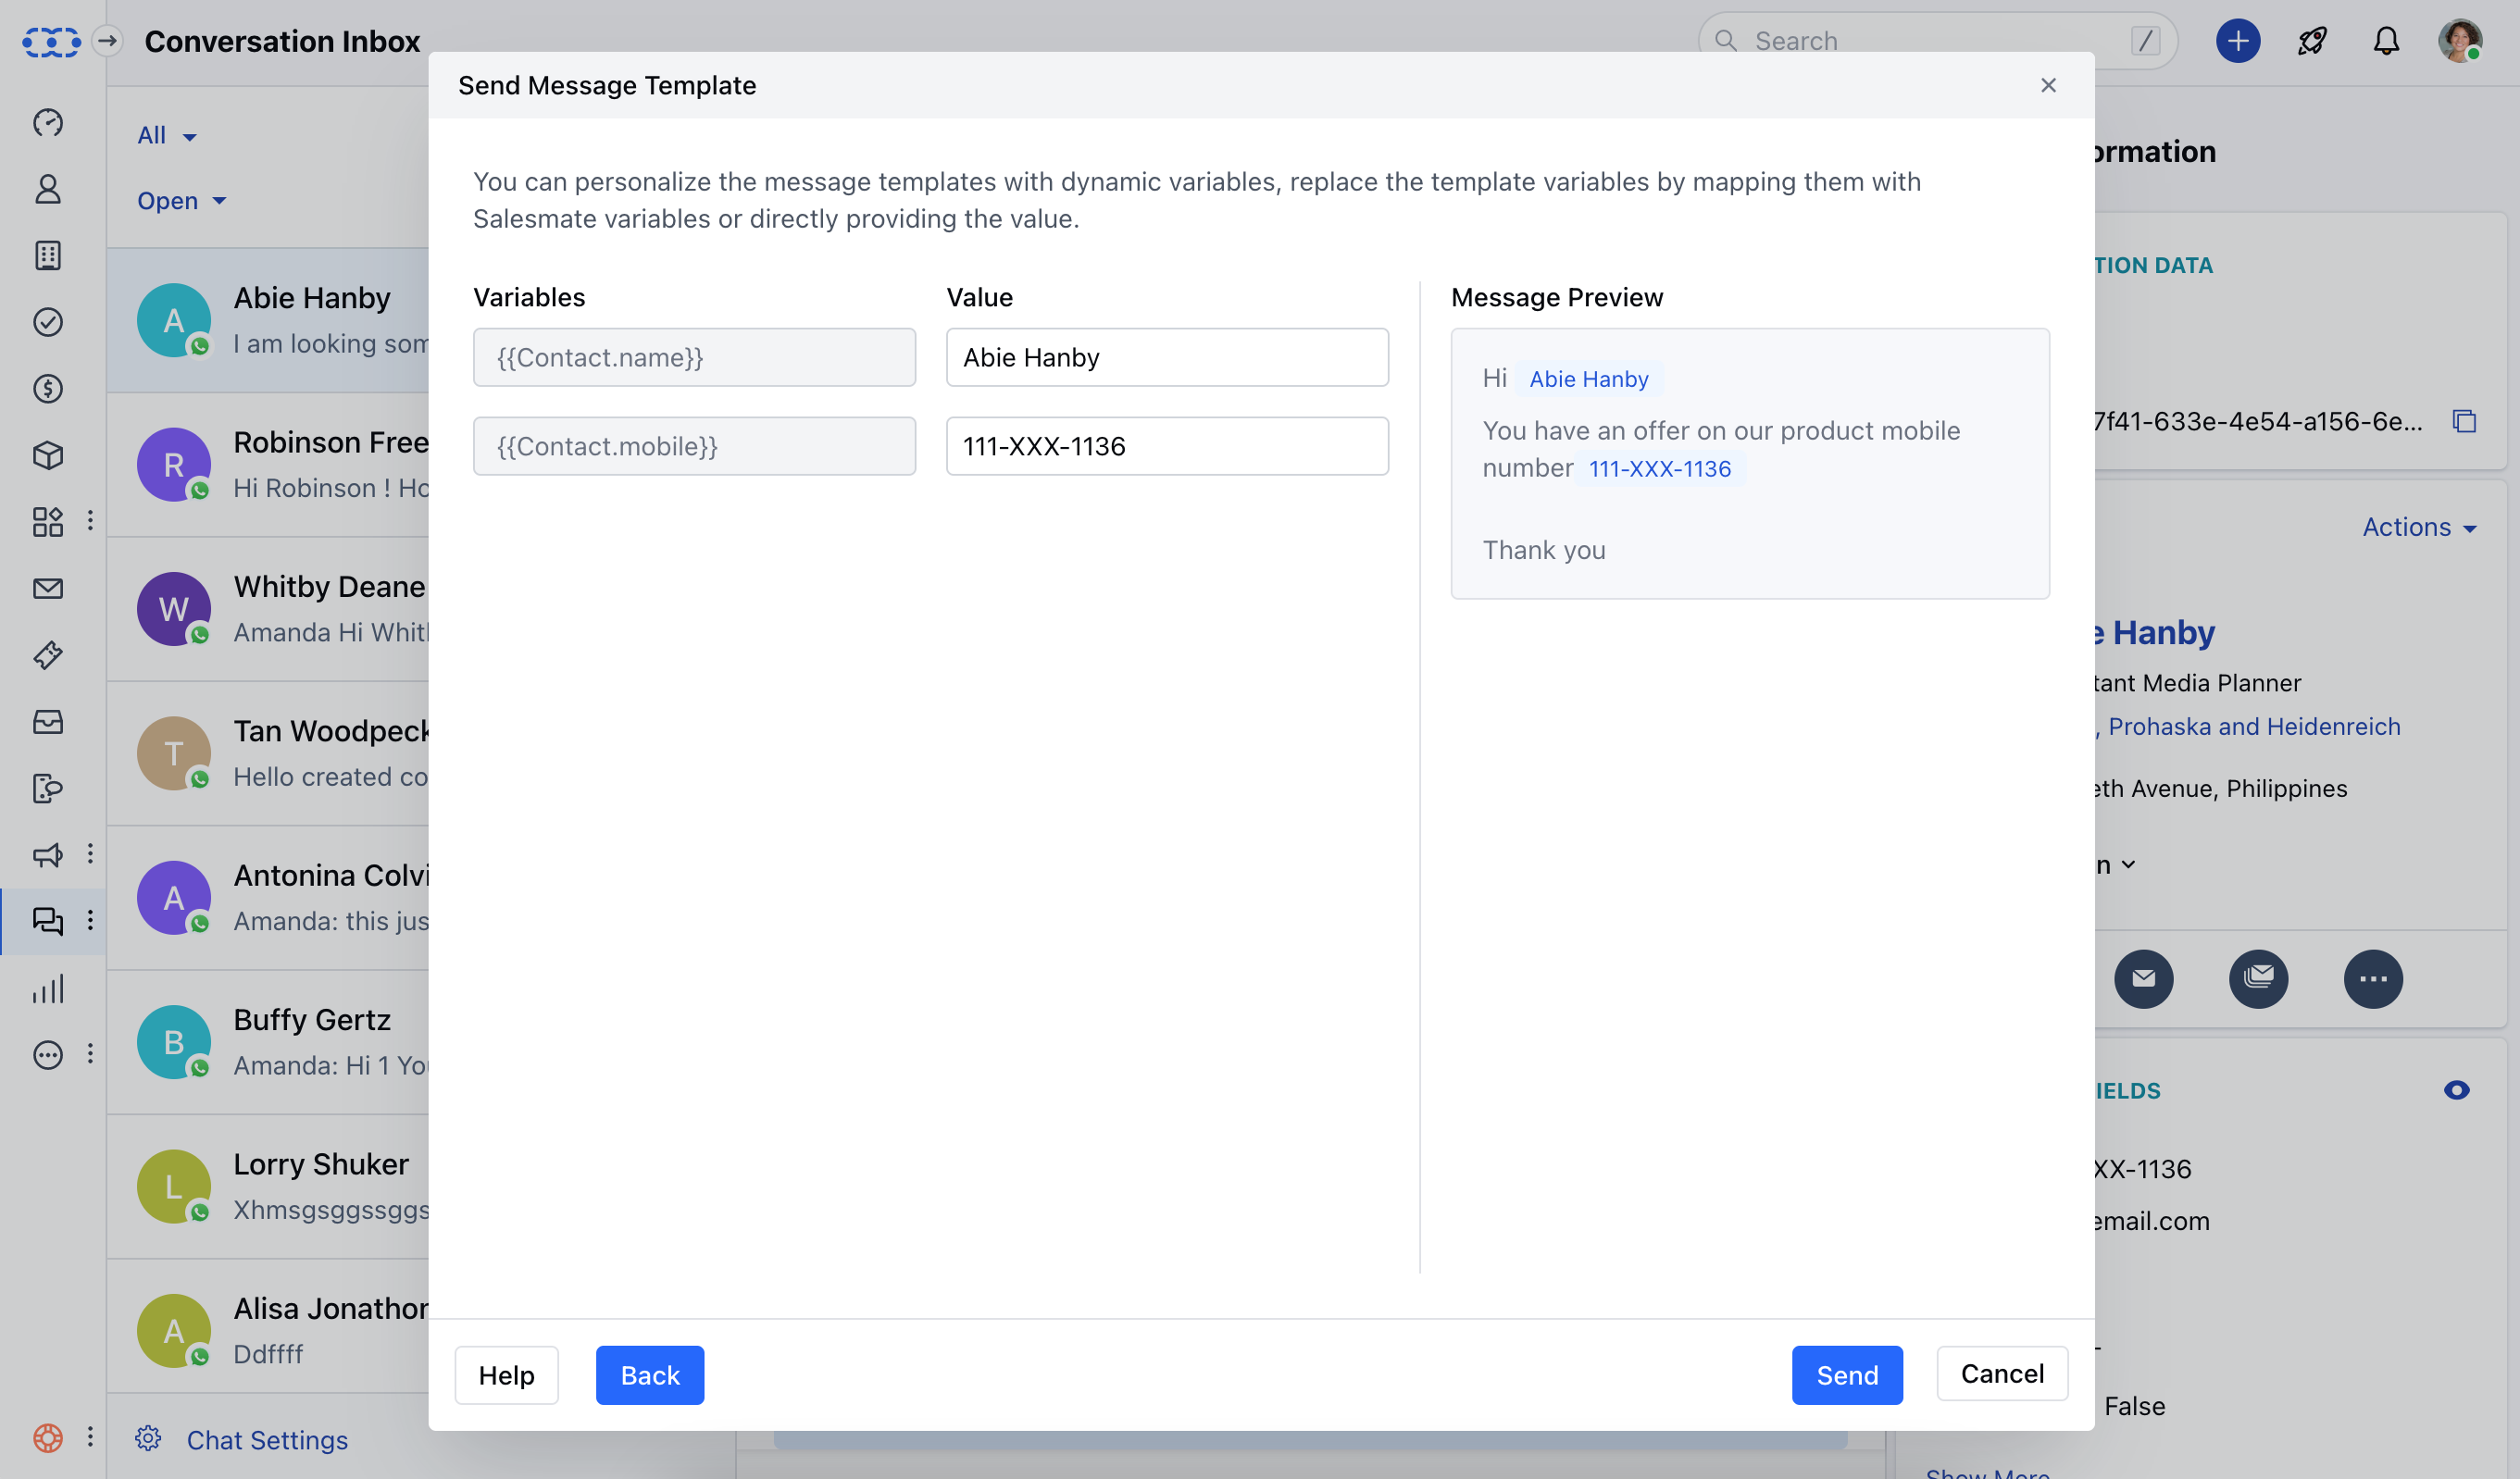 Conversation Inbox
Search
/
Send Message Template
All
Open
You can personalize the message templates with dynamic variables, replace the template variables by mapping them with
Salesmate variables or directly providing the value.
Variables
Value
Message Preview
{{Contact.name}}
Abie Hanby
{{Contact.mobile}}
111-XXX-1136
Hi Abie Hanby
You have an offer on our product mobile
number 111-XXX-1136
Thank you
Help
Back
Send
Cancel
A
Abie Hanby
I am looking som
R
Robinson Free
Hi Robinson ! Ho
W
Whitby Deane
Amanda Hi Whit
T
Tan Woodpeck
Hello created co
A
Antonina Colvi
Amanda: this jus
B
Buffy Gertz
Amanda: Hi 1 You
L
Lorry Shuker
Xhmsgsggssggs
A
Alisa Jonathon
Ddffff
Chat Settings
ormation
TION DATA
7f41-633e-4e54-a156-6e...
Actions
e Hanby
tant Media Planner
, Prohaska and Heidenreich
eth Avenue, Philippines
n
IELDS
XX-1136
email.com
-
False
Show More